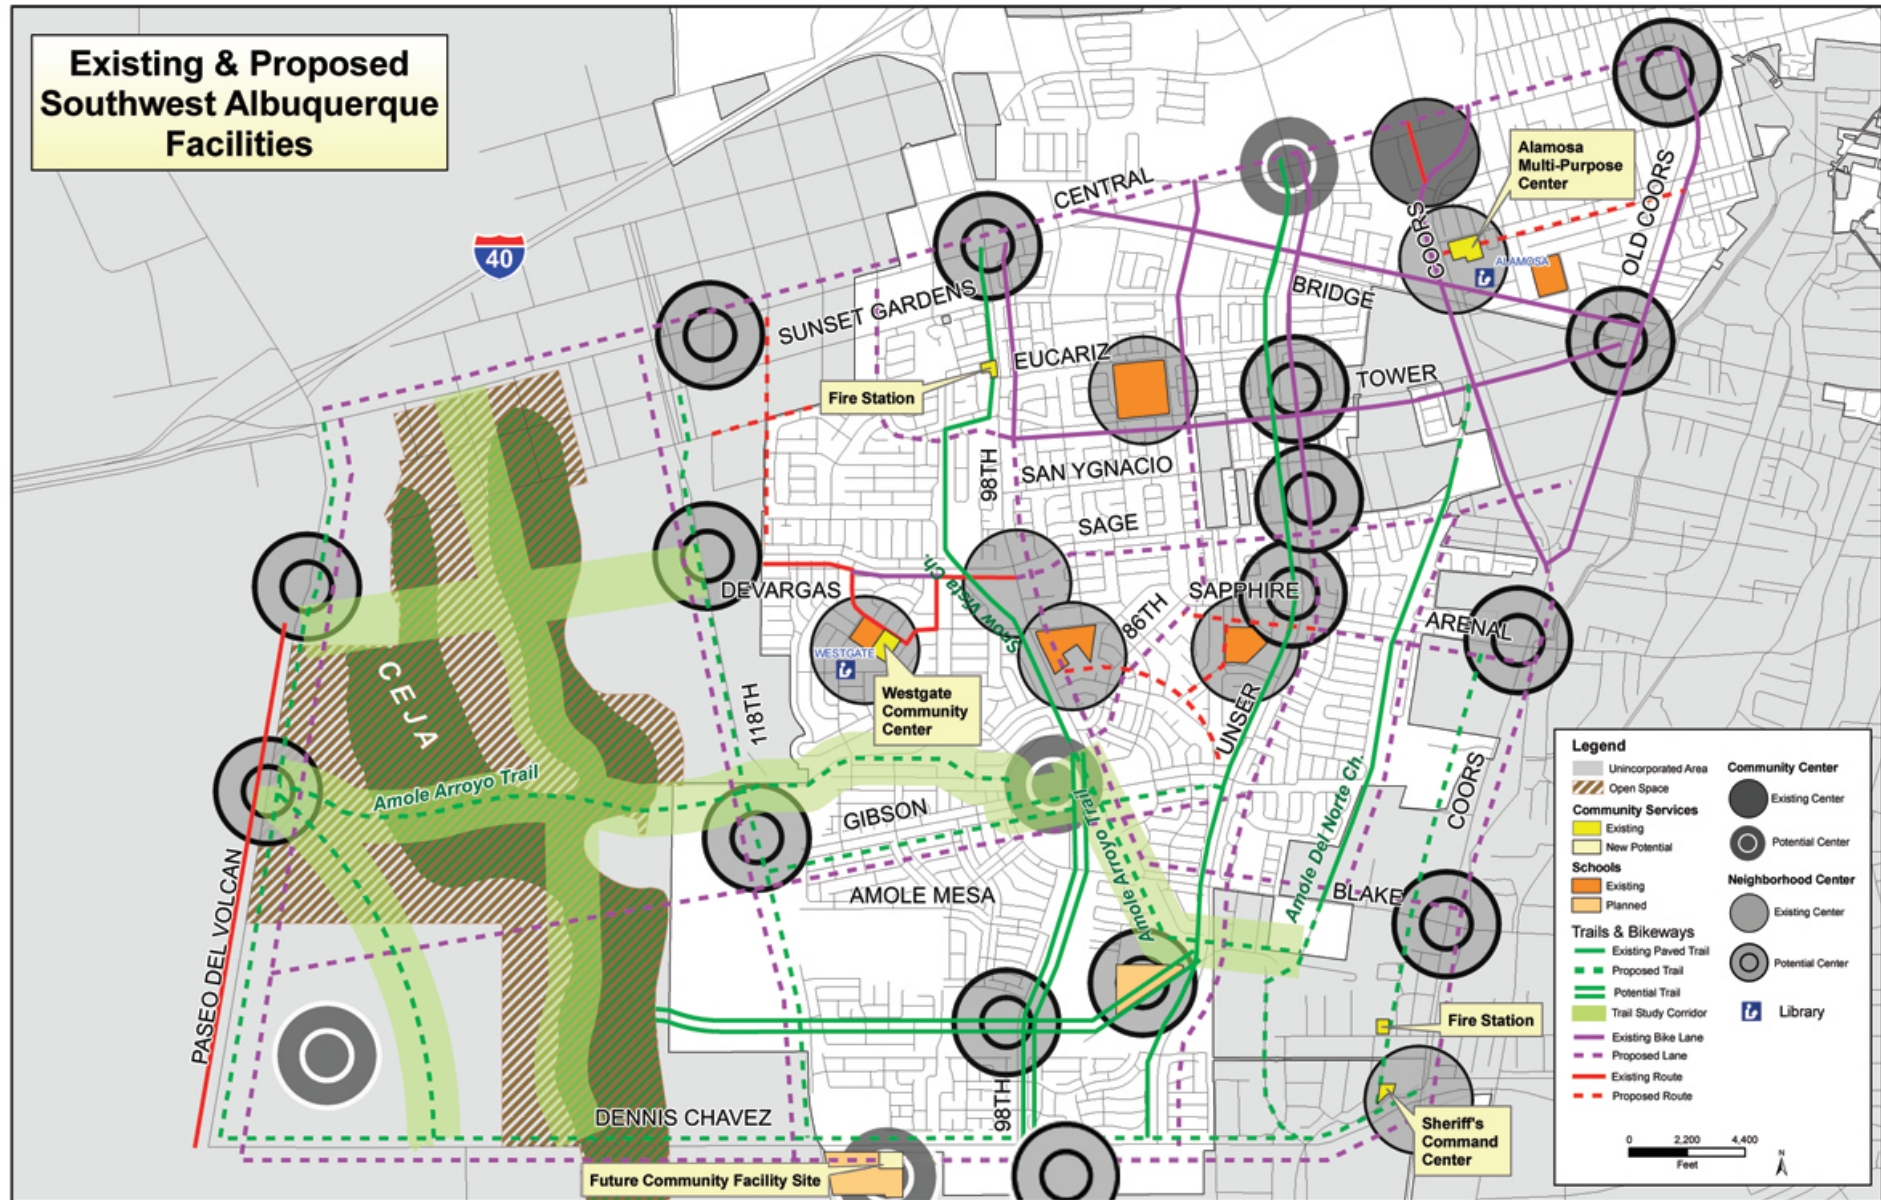 Existing & Proposed
Southwest Albuquerque
Facilities
40
CENTRAL
Alamosa
Multi-Purpose
Center
COORS
OLD COORS
ALAMOSA
BRIDGE
SUNSET GARDENS
EUCARIZ
TOWER
Fire Station
98TH
SAN YGNACIO
SAGE
Snow Vista Ch.
DEVARGAS
SAPPHIRE
86TH
ARENAL
WESTGATE
Westgate
Community
Center
CEJA
118TH
UNSER
Amole Arroyo Trail
GIBSON
Amole Arroyo Trail
Amole Arroyo Trail
Amole Del Norte Ch.
COORS
AMOLE MESA
BLAKE
PASEO DEL VOLCAN
Fire Station
98TH
DENNIS CHAVEZ
Sheriff's
Command
Center
Future Community Facility Site
Legend
Unincorporated Area
Open Space
Community Services
Existing
New Potential
Schools
Existing
Planned
Trails & Bikeways
Existing Paved Trail
Proposed Trail
Potential Trail
Trail Study Corridor
Existing Bike Lane
Proposed Lane
Existing Route
Proposed Route
Community Center
Existing Center
Potential Center
Neighborhood Center
Existing Center
Potential Center
Library
0 2,200 4,400
Feet
N